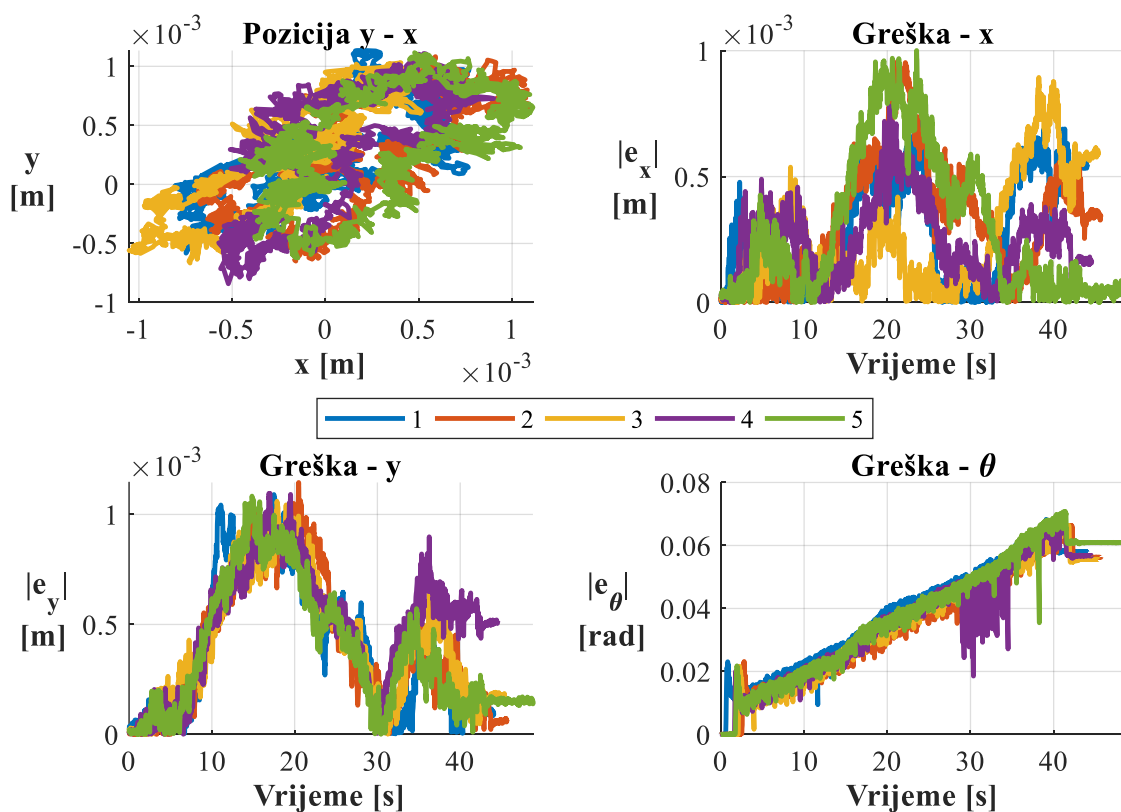 ×10⁻³
Pozicija y - x
1
0.5
0
-0.5
-1
y
[m]
-1
-0.5
0
0.5
1
×10⁻³
x [m]
×10⁻³
Greška - x
1
0.5
0
|e_x|
[m]
0
10
20
30
40
Vrijeme [s]
1 2 3 4 5
×10⁻³
Greška - y
1
0.5
0
|e_y|
[m]
0
10
20
30
40
Vrijeme [s]
Greška - θ
0.08
0.06
0.04
0.02
0
|e_θ|
[rad]
0
10
20
30
40
Vrijeme [s]